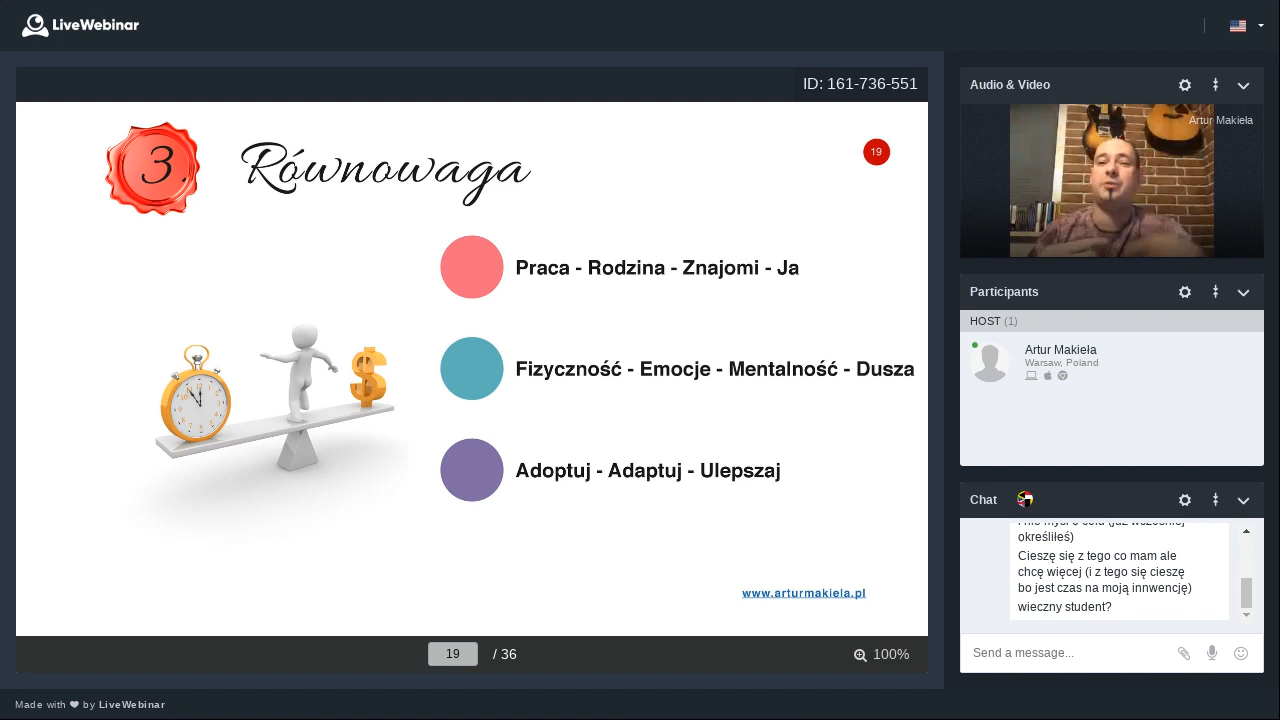 LiveWebinar
ID: 161-736-551
3. Równowaga
19
Praca - Rodzina - Znajomi - Ja
Fizyczność - Emocje - Mentalność - Dusza
Adoptuj - Adaptuj - Ulepszaj
www.arturmakiela.pl
19 / 36
100%
Audio & Video
Artur Makieła
Participants
HOST (1)
Artur Makieła
Warsaw, Poland
Chat
określiłeś)
Cieszę się z tego co mam ale
chcę więcej (i z tego się cieszę
bo jest czas na moją innwencję)
wieczny student?
Send a message...
Made with ❤ by LiveWebinar